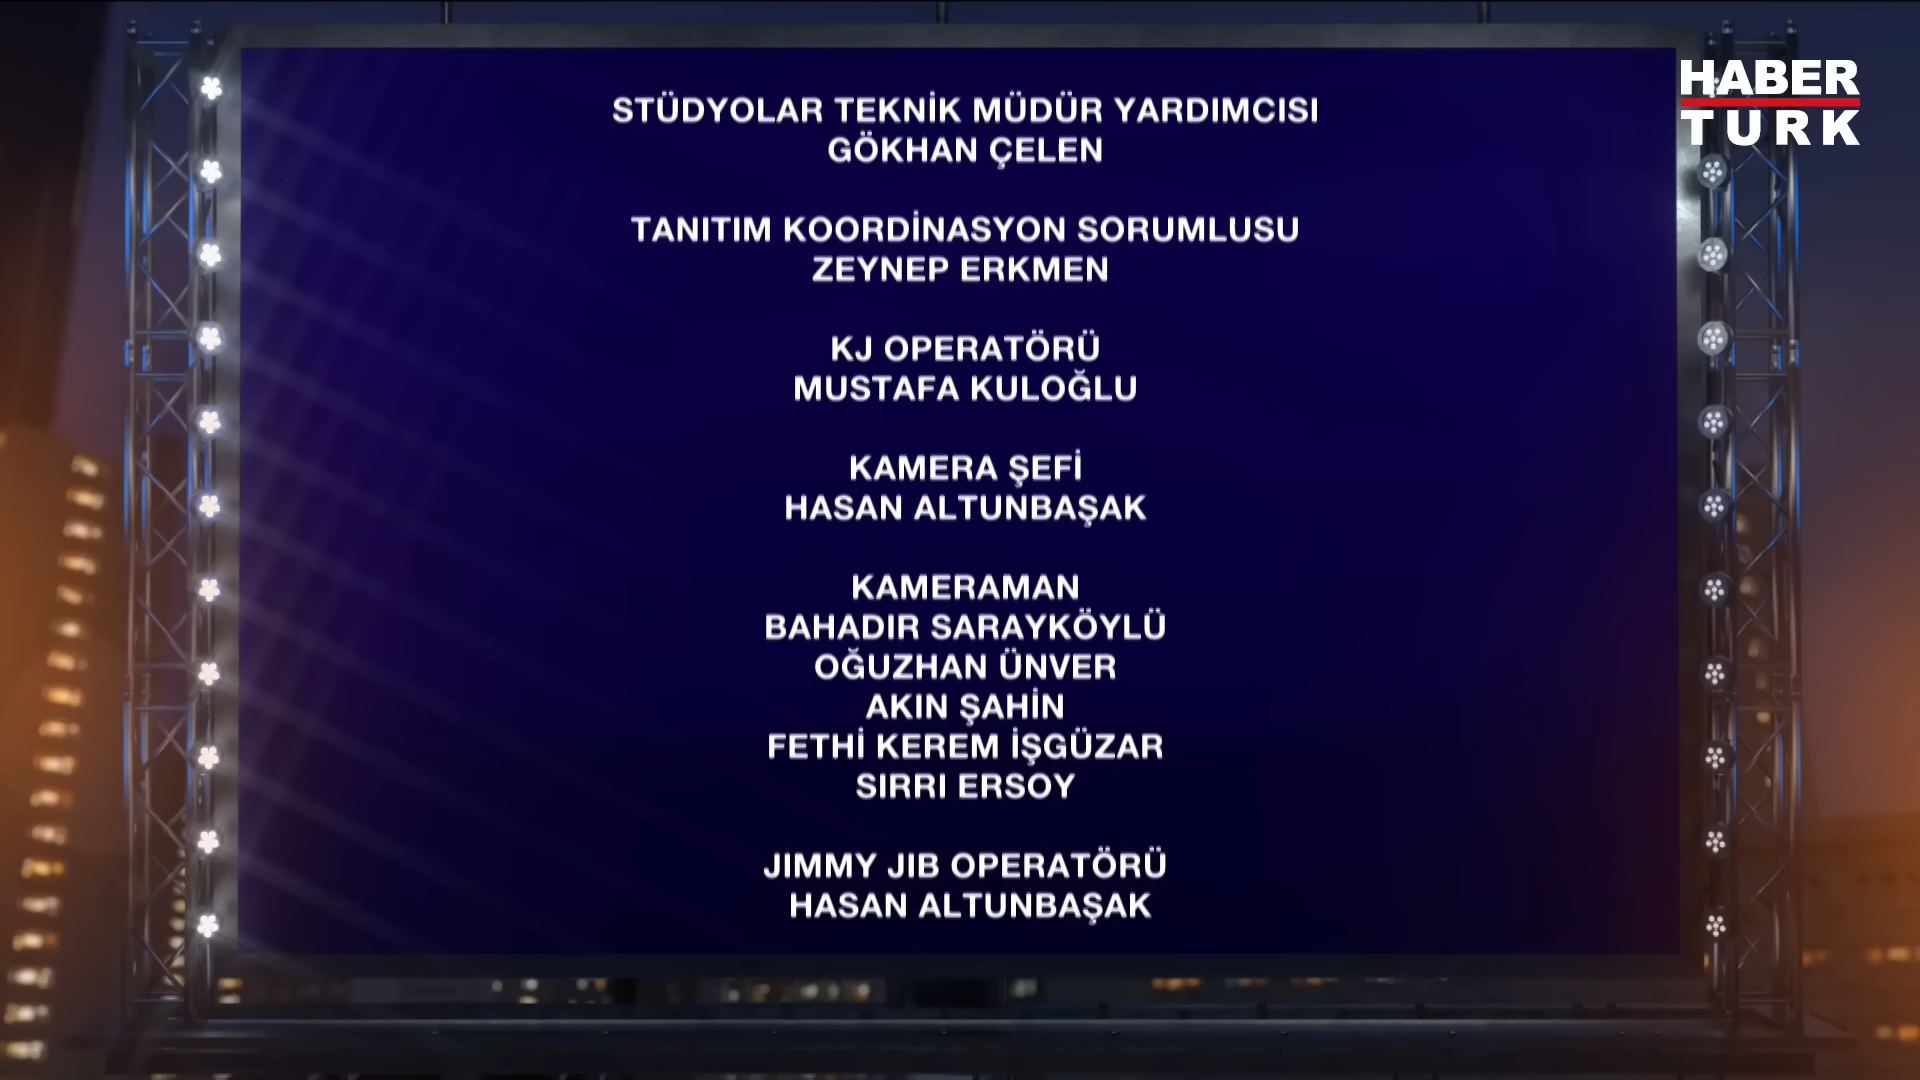 HABER
TURK
STÜDYOLAR TEKNİK MÜDÜR YARDIMCISI
GÖKHAN ÇELEN
TANITIM KOORDİNASYON SORUMLUSU
ZEYNEP ERKMEN
KJ OPERATÖRÜ
MUSTAFA KULOĞLU
KAMERA ŞEFİ
HASAN ALTUNBAŞAK
KAMERAMAN
BAHADIR SARAYKÖYLÜ
OĞUZHAN ÜNVER
AKIN ŞAHİN
FETHİ KEREM İŞGÜZAR
SIRRI ERSOY
JIMMY JIB OPERATÖRÜ
HASAN ALTUNBAŞAK